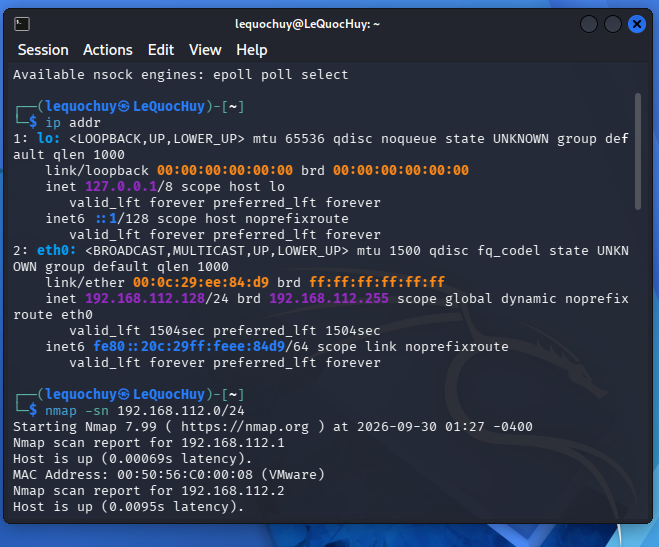 lequochuy@LeQuocHuy: ~
Session Actions Edit View Help
Available nsock engines: epoll poll select
┌──(lequochuy㉿LeQuocHuy)-[~]
└─$ ip addr
1: lo: <LOOPBACK,UP,LOWER_UP> mtu 65536 qdisc noqueue state UNKNOWN group def
ault qlen 1000
    link/loopback 00:00:00:00:00:00 brd 00:00:00:00:00:00
    inet 127.0.0.1/8 scope host lo
       valid_lft forever preferred_lft forever
    inet6 ::1/128 scope host noprefixroute
       valid_lft forever preferred_lft forever
2: eth0: <BROADCAST,MULTICAST,UP,LOWER_UP> mtu 1500 qdisc fq_codel state UNKN
OWN group default qlen 1000
    link/ether 00:0c:29:ee:84:d9 brd ff:ff:ff:ff:ff:ff
    inet 192.168.112.128/24 brd 192.168.112.255 scope global dynamic noprefix
route eth0
       valid_lft 1504sec preferred_lft 1504sec
    inet6 fe80::20c:29ff:feee:84d9/64 scope link noprefixroute
       valid_lft forever preferred_lft forever
┌──(lequochuy㉿LeQuocHuy)-[~]
└─$ nmap -sn 192.168.112.0/24
Starting Nmap 7.99 ( https://nmap.org ) at 2026-09-30 01:27 -0400
Nmap scan report for 192.168.112.1
Host is up (0.00069s latency).
MAC Address: 00:50:56:C0:00:08 (VMware)
Nmap scan report for 192.168.112.2
Host is up (0.0095s latency).